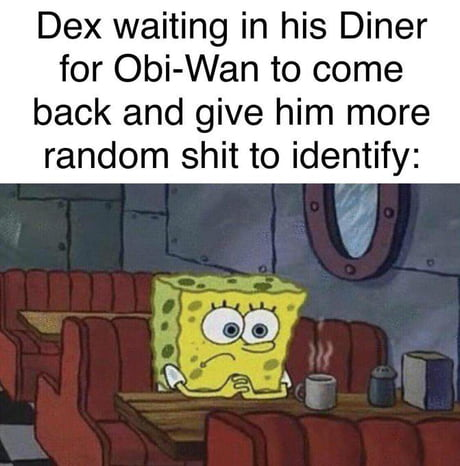 Dex waiting in his Diner
for Obi-Wan to come
back and give him more
random shit to identify: